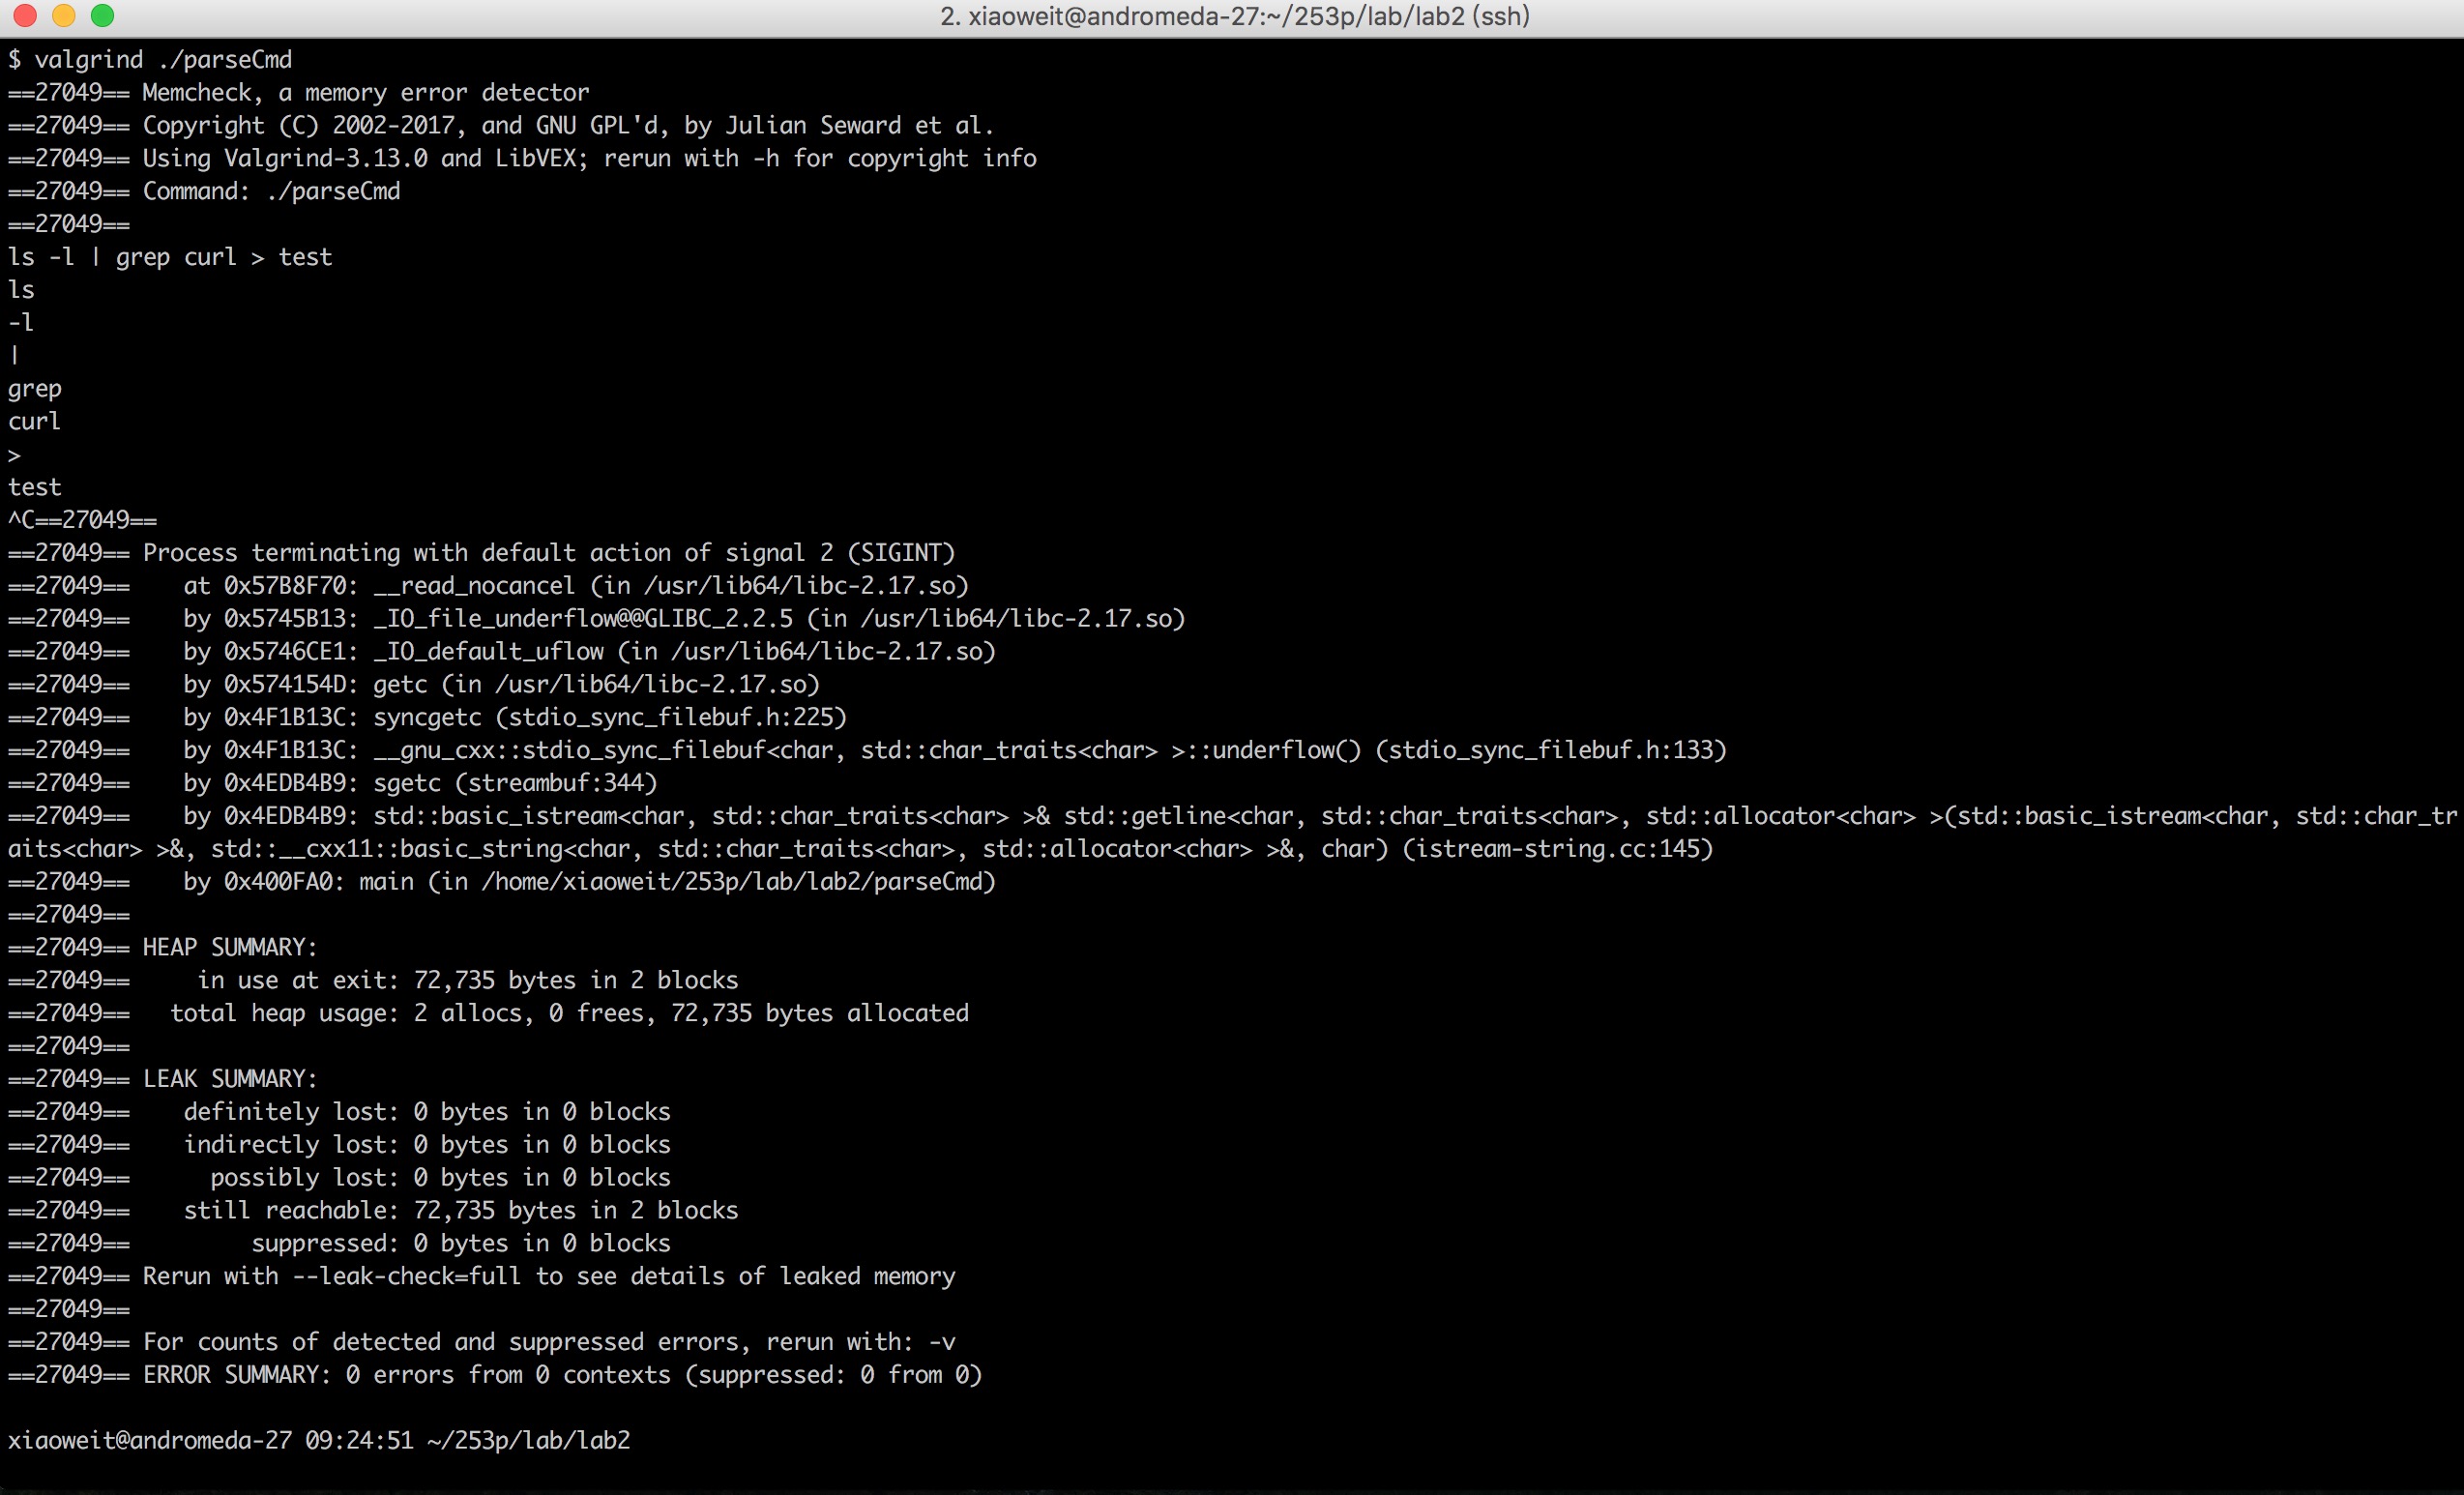 2. xiaoweit@andromeda-27:~/253p/lab/lab2 (ssh)
$ valgrind ./parseCmd
==27049== Memcheck, a memory error detector
==27049== Copyright (C) 2002-2017, and GNU GPL'd, by Julian Seward et al.
==27049== Using Valgrind-3.13.0 and LibVEX; rerun with -h for copyright info
==27049== Command: ./parseCmd
==27049==
ls -l | grep curl > test
ls
-l
|
grep
curl
>
test
^C==27049==
==27049== Process terminating with default action of signal 2 (SIGINT)
==27049==    at 0x57B8F70: __read_nocancel (in /usr/lib64/libc-2.17.so)
==27049==    by 0x5745B13: _IO_file_underflow@@GLIBC_2.2.5 (in /usr/lib64/libc-2.17.so)
==27049==    by 0x5746CE1: _IO_default_uflow (in /usr/lib64/libc-2.17.so)
==27049==    by 0x574154D: getc (in /usr/lib64/libc-2.17.so)
==27049==    by 0x4F1B13C: syncgetc (stdio_sync_filebuf.h:225)
==27049==    by 0x4F1B13C: __gnu_cxx::stdio_sync_filebuf<char, std::char_traits<char> >::underflow() (stdio_sync_filebuf.h:133)
==27049==    by 0x4EDB4B9: sgetc (streambuf:344)
==27049==    by 0x4EDB4B9: std::basic_istream<char, std::char_traits<char> >& std::getline<char, std::char_traits<char>, std::allocator<char> >(std::basic_istream<char, std::char_tr
aits<char> >&, std::__cxx11::basic_string<char, std::char_traits<char>, std::allocator<char> >&, char) (istream-string.cc:145)
==27049==    by 0x400FA0: main (in /home/xiaoweit/253p/lab/lab2/parseCmd)
==27049==
==27049== HEAP SUMMARY:
==27049==     in use at exit: 72,735 bytes in 2 blocks
==27049==   total heap usage: 2 allocs, 0 frees, 72,735 bytes allocated
==27049==
==27049== LEAK SUMMARY:
==27049==    definitely lost: 0 bytes in 0 blocks
==27049==    indirectly lost: 0 bytes in 0 blocks
==27049==      possibly lost: 0 bytes in 0 blocks
==27049==    still reachable: 72,735 bytes in 2 blocks
==27049==         suppressed: 0 bytes in 0 blocks
==27049== Rerun with --leak-check=full to see details of leaked memory
==27049==
==27049== For counts of detected and suppressed errors, rerun with: -v
==27049== ERROR SUMMARY: 0 errors from 0 contexts (suppressed: 0 from 0)
xiaoweit@andromeda-27 09:24:51 ~/253p/lab/lab2